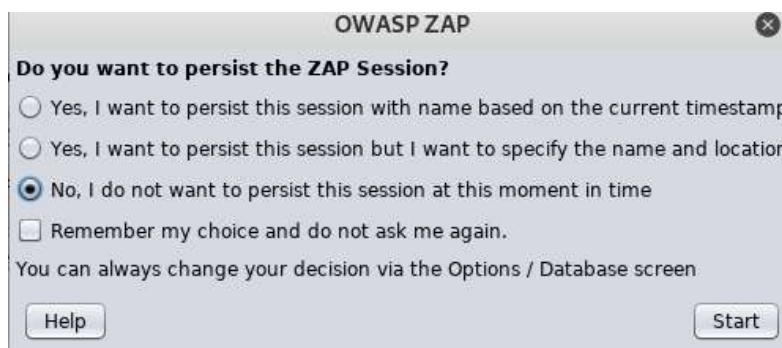 OWASP ZAP
Do you want to persist the ZAP Session?
Yes, I want to persist this session with name based on the current timestamp
Yes, I want to persist this session but I want to specify the name and location
No, I do not want to persist this session at this moment in time
Remember my choice and do not ask me again.
You can always change your decision via the Options / Database screen
Help
Start